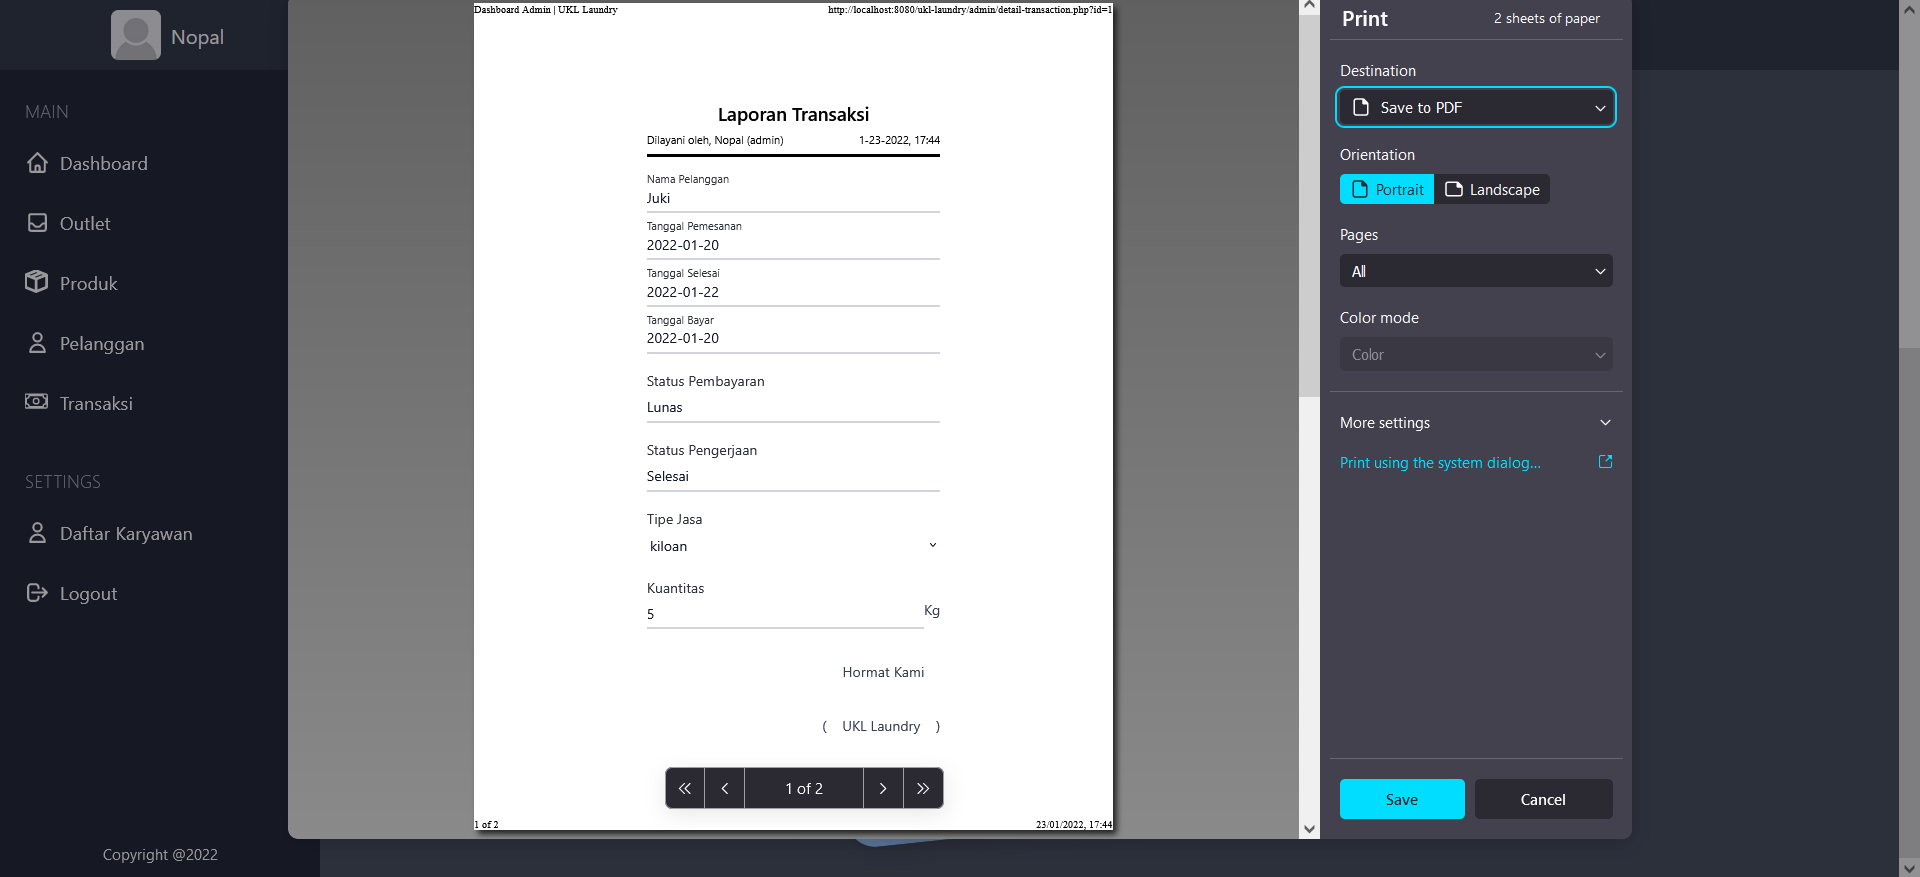 Nopal
MAIN
Dashboard
Outlet
Produk
Pelanggan
Transaksi
SETTINGS
Daftar Karyawan
Logout
Copyright @2022
Dashboard Admin | UKL Laundry http://localhost:8080/ukl-laundry/admin/detail-transaction.php?id=1
Laporan Transaksi
Dilayani oleh, Nopal (admin) 1-23-2022, 17:44
Nama Pelanggan
Juki
Tanggal Pemesanan
2022-01-20
Tanggal Selesai
2022-01-22
Tanggal Bayar
2022-01-20
Status Pembayaran
Lunas
Status Pengerjaan
Selesai
Tipe Jasa
kiloan
Kuantitas
5 Kg
Hormat Kami
( UKL Laundry )
1 of 2
1 of 2 23/01/2022, 17:44
Print 2 sheets of paper
Destination
Save to PDF
Orientation
Portrait Landscape
Pages
All
Color mode
Color
More settings
Print using the system dialog...
Save Cancel